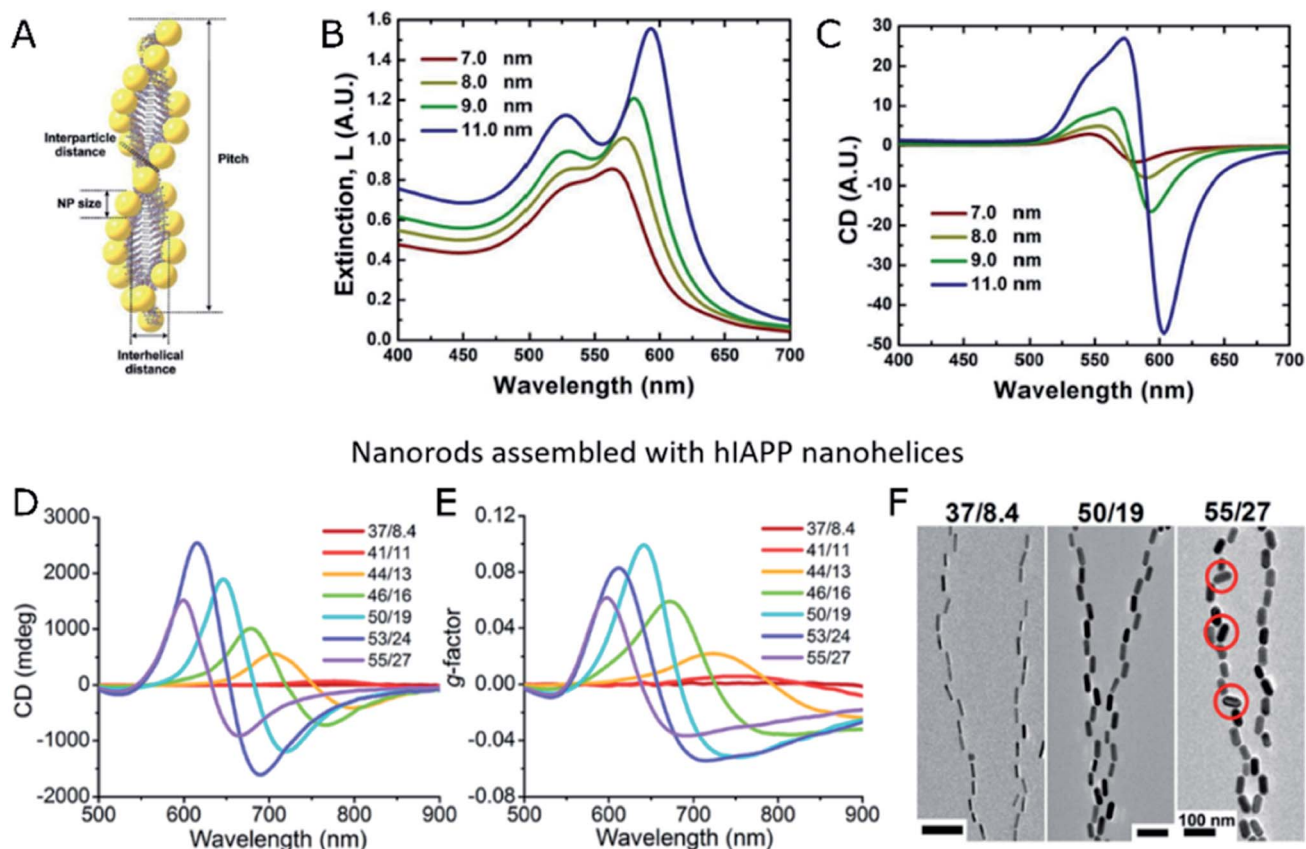 A
Interparticle
distance
NP size
Pitch
Interhelical
distance
B
Extinction, L (A.U.)
1.6
1.4
1.2
1.0
0.8
0.6
0.4
0.2
0.0
7.0 nm
8.0 nm
9.0 nm
11.0 nm
400 450 500 550 600 650 700
Wavelength (nm)
C
CD (A.U.)
30
20
10
0
-10
-20
-30
-40
-50
7.0 nm
8.0 nm
9.0 nm
11.0 nm
400 450 500 550 600 650 700
Wavelength (nm)
Nanorods assembled with hIAPP nanohelices
D
CD (mdeg)
3000
2000
1000
0
-1000
-2000
37/8.4
41/11
44/13
46/16
50/19
53/24
55/27
500 600 700 800 900
Wavelength (nm)
E
g-factor
0.12
0.08
0.04
0.00
-0.04
-0.08
37/8.4
41/11
44/13
46/16
50/19
53/24
55/27
500 600 700 800 900
Wavelength (nm)
F
37/8.4 50/19 55/27
100 nm